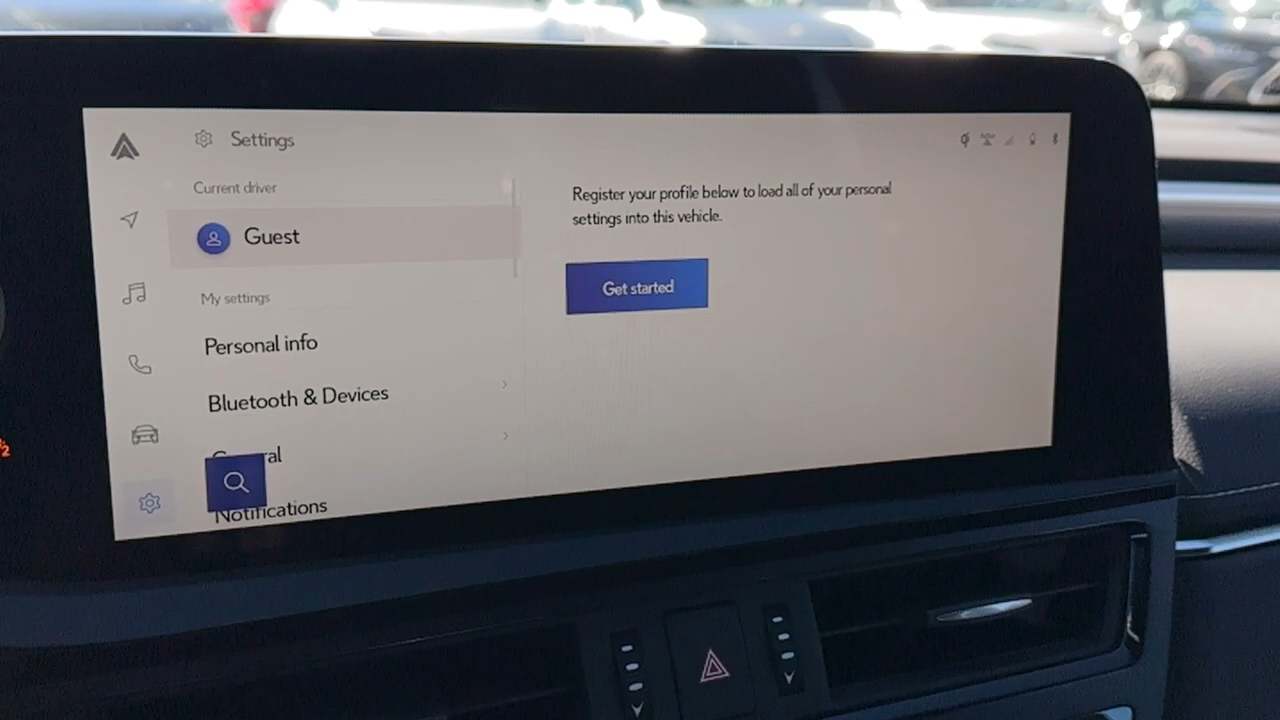 Settings
Current driver
Guest
My settings
Personal info
Bluetooth & Devices
Notifications
Register your profile below to load all of your personal
settings into this vehicle.
Get started